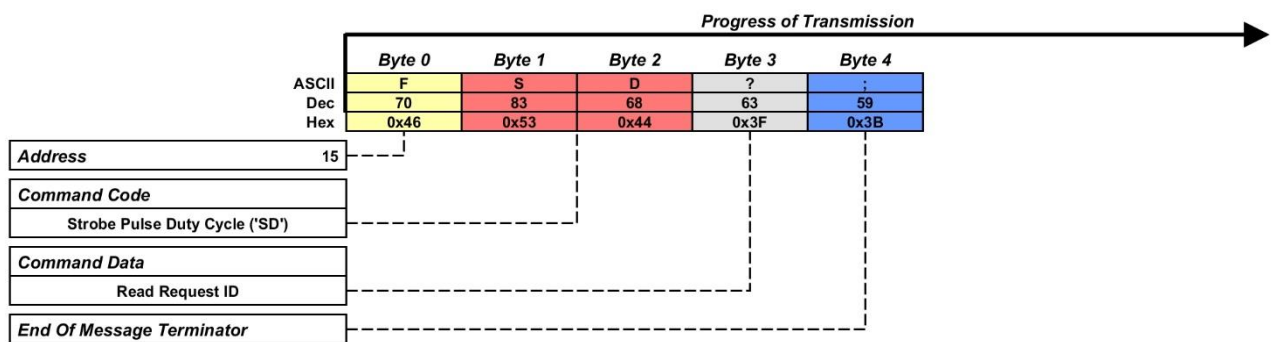 Progress of Transmission
Byte 0 Byte 1 Byte 2 Byte 3 Byte 4
ASCII F S D ? ;
Dec 70 83 68 63 59
Hex 0x46 0x53 0x44 0x3F 0x3B
Address 15
Command Code
Strobe Pulse Duty Cycle ('SD')
Command Data
Read Request ID
End Of Message Terminator